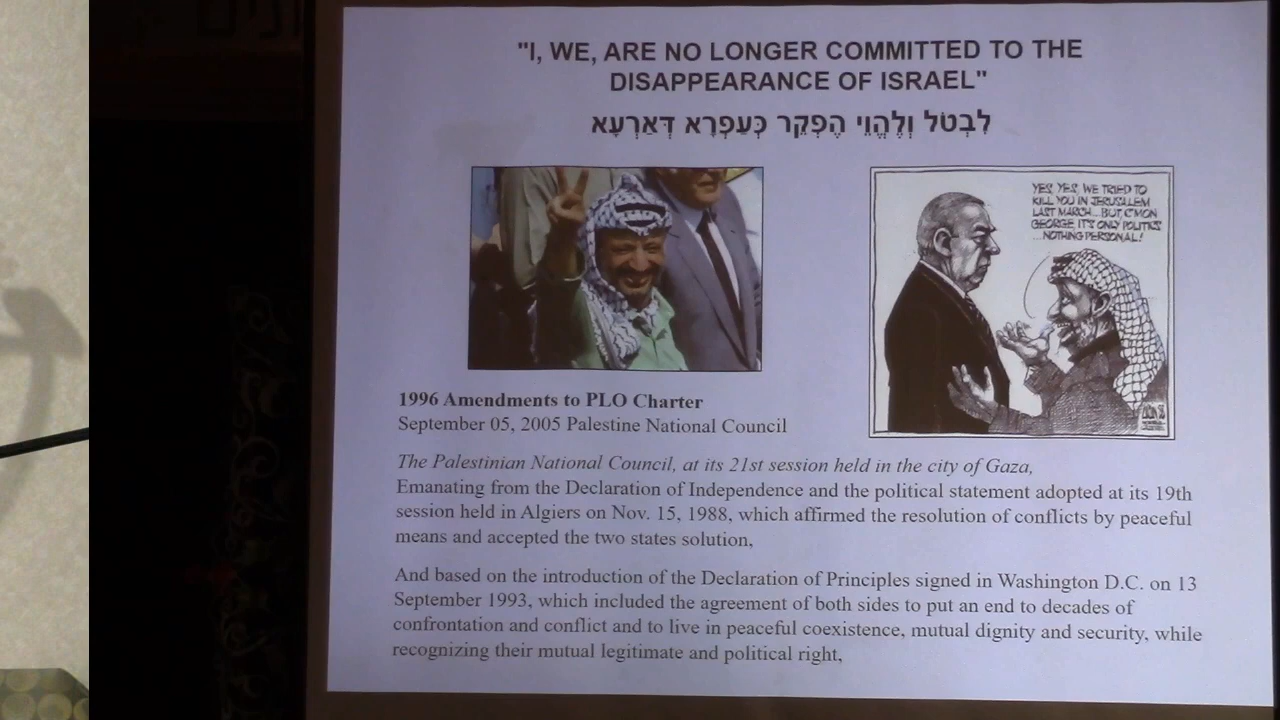 "I, WE, ARE NO LONGER COMMITTED TO THE
DISAPPEARANCE OF ISRAEL"
לִבְטֹל וְלֶהֱוֵי הֶפְקֵר כְּעַפְרָא דְּאַרְעָא
YES, YES, WE TRIED TO
KILL YOU IN JERUSALEM
LAST MARCH... BUT, C'MON
GEORGE, IT'S ONLY POLITICS
...NOTHING PERSONAL!
1996 Amendments to PLO Charter
September 05, 2005 Palestine National Council
The Palestinian National Council, at its 21st session held in the city of Gaza,
Emanating from the Declaration of Independence and the political statement adopted at its 19th
session held in Algiers on Nov. 15, 1988, which affirmed the resolution of conflicts by peaceful
means and accepted the two states solution,
And based on the introduction of the Declaration of Principles signed in Washington D.C. on 13
September 1993, which included the agreement of both sides to put an end to decades of
confrontation and conflict and to live in peaceful coexistence, mutual dignity and security, while
recognizing their mutual legitimate and political right,